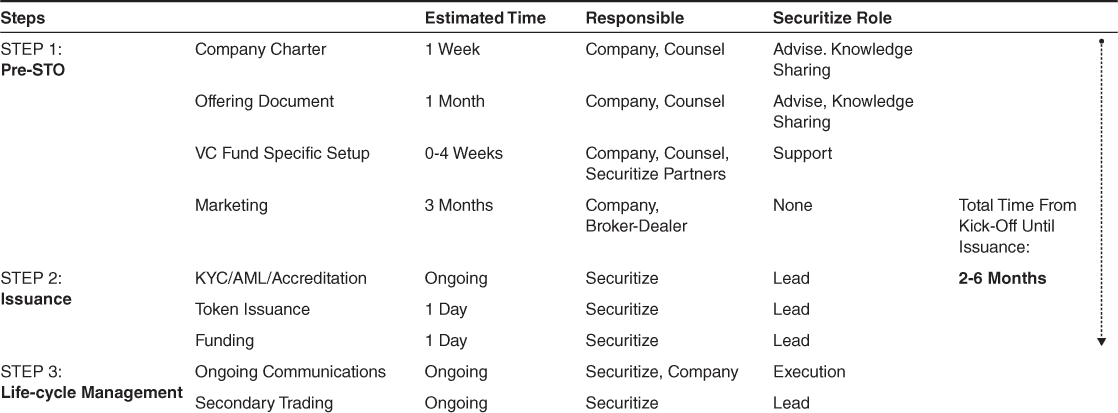 Steps Estimated Time Responsible Securitize Role
STEP 1: Company Charter 1 Week Company, Counsel Advise. Knowledge
Pre-STO Sharing
Offering Document 1 Month Company, Counsel Advise, Knowledge
Sharing
VC Fund Specific Setup 0-4 Weeks Company, Counsel, Support
Securitize Partners
Marketing 3 Months Company, None Total Time From
Broker-Dealer Kick-Off Until
Issuance:
STEP 2: KYC/AML/Accreditation Ongoing Securitize Lead 2-6 Months
Issuance
Token Issuance 1 Day Securitize Lead
Funding 1 Day Securitize Lead
STEP 3: Ongoing Communications Ongoing Securitize, Company Execution
Life-cycle Management
Secondary Trading Ongoing Securitize Lead